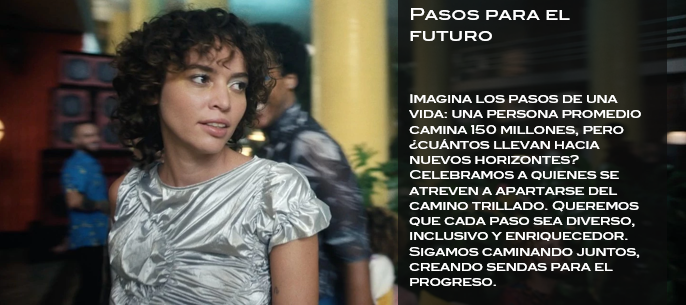 Pasos para el
futuro
Imagina los pasos de una
vida: una persona promedio
camina 150 millones, pero
¿cuántos llevan hacia
nuevos horizontes?
Celebramos a quienes se
atreven a apartarse del
camino trillado. Queremos
que cada paso sea diverso,
inclusivo y enriquecedor.
Sigamos caminando juntos,
creando sendas para el
progreso.